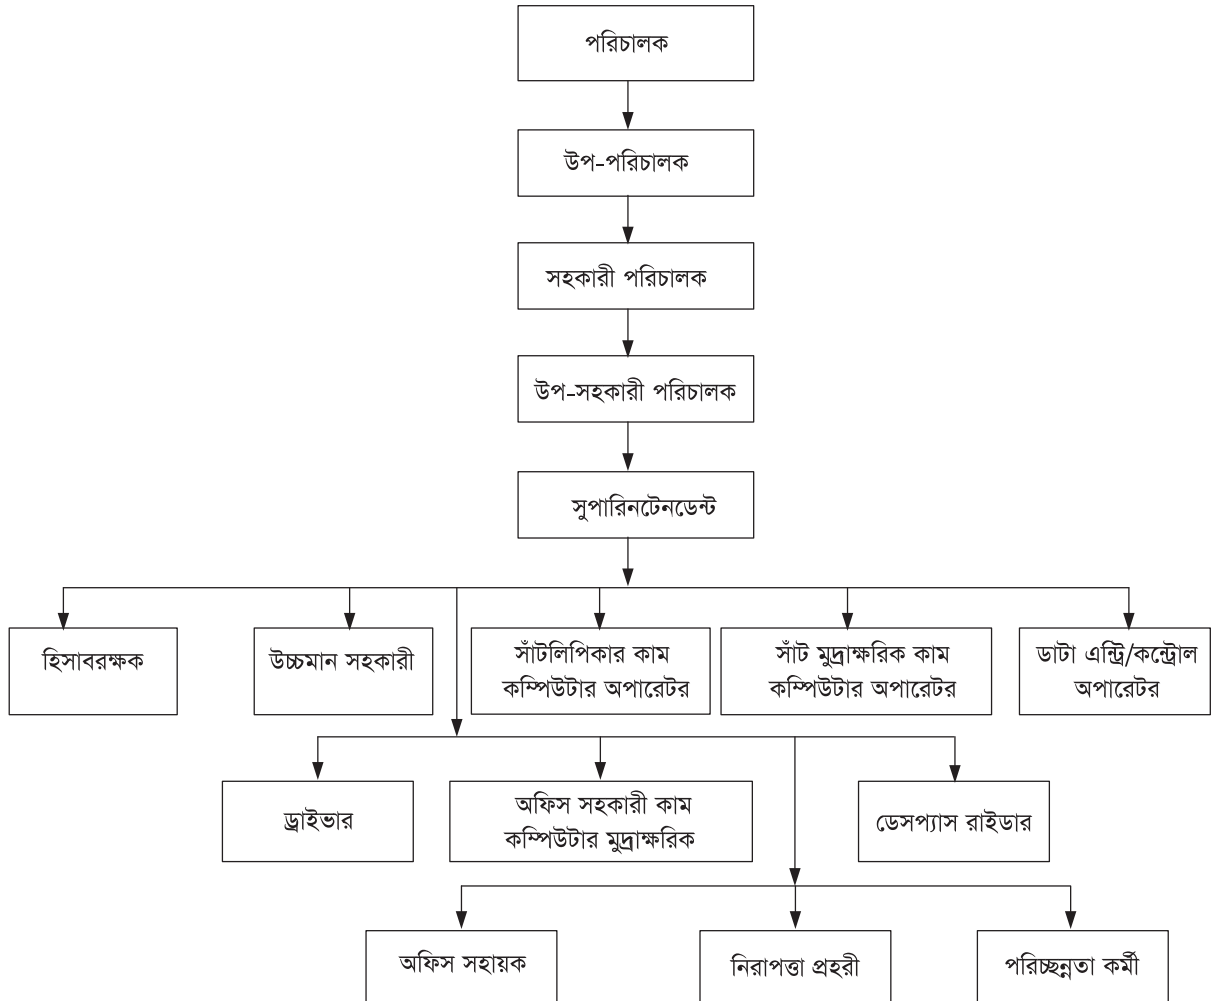 পরিচালক
উপ-পরিচালক
সহকারী পরিচালক
উপ-সহকারী পরিচালক
সুপারিনটেনডেন্ট
হিসাবরক্ষক
উচ্চমান সহকারী
সাঁটলিপিকার কাম
কম্পিউটার অপারেটর
সাঁট মুদ্রাক্ষরিক কাম
কম্পিউটার অপারেটর
ডাটা এন্ট্রি/কন্ট্রোল
অপারেটর
ড্রাইভার
অফিস সহকারী কাম
কম্পিউটার মুদ্রাক্ষরিক
ডেসপ্যাস রাইডার
অফিস সহায়ক
নিরাপত্তা প্রহরী
পরিচ্ছন্নতা কর্মী